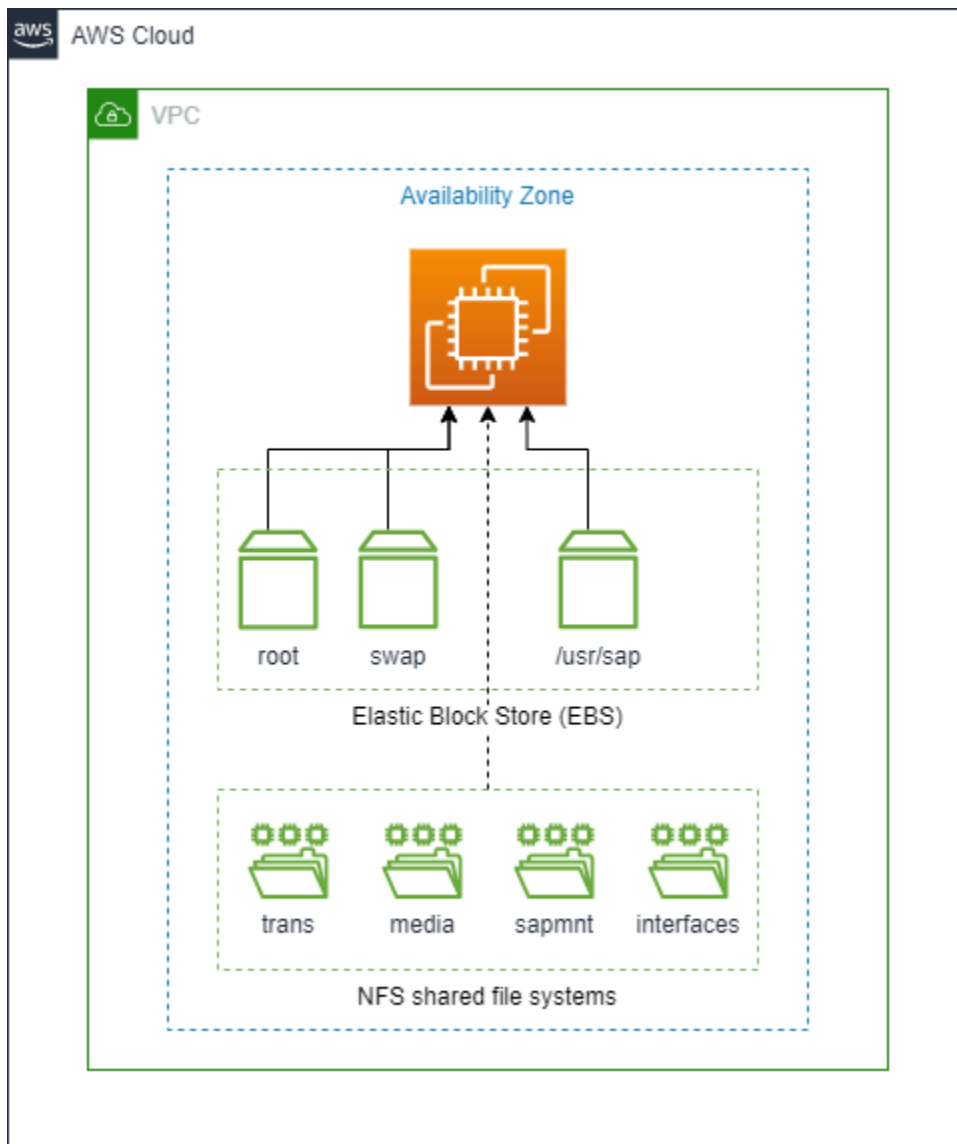 aws
AWS Cloud
VPC
Availability Zone
root
swap
/usr/sap
Elastic Block Store (EBS)
trans
media
sapmnt
interfaces
NFS shared file systems